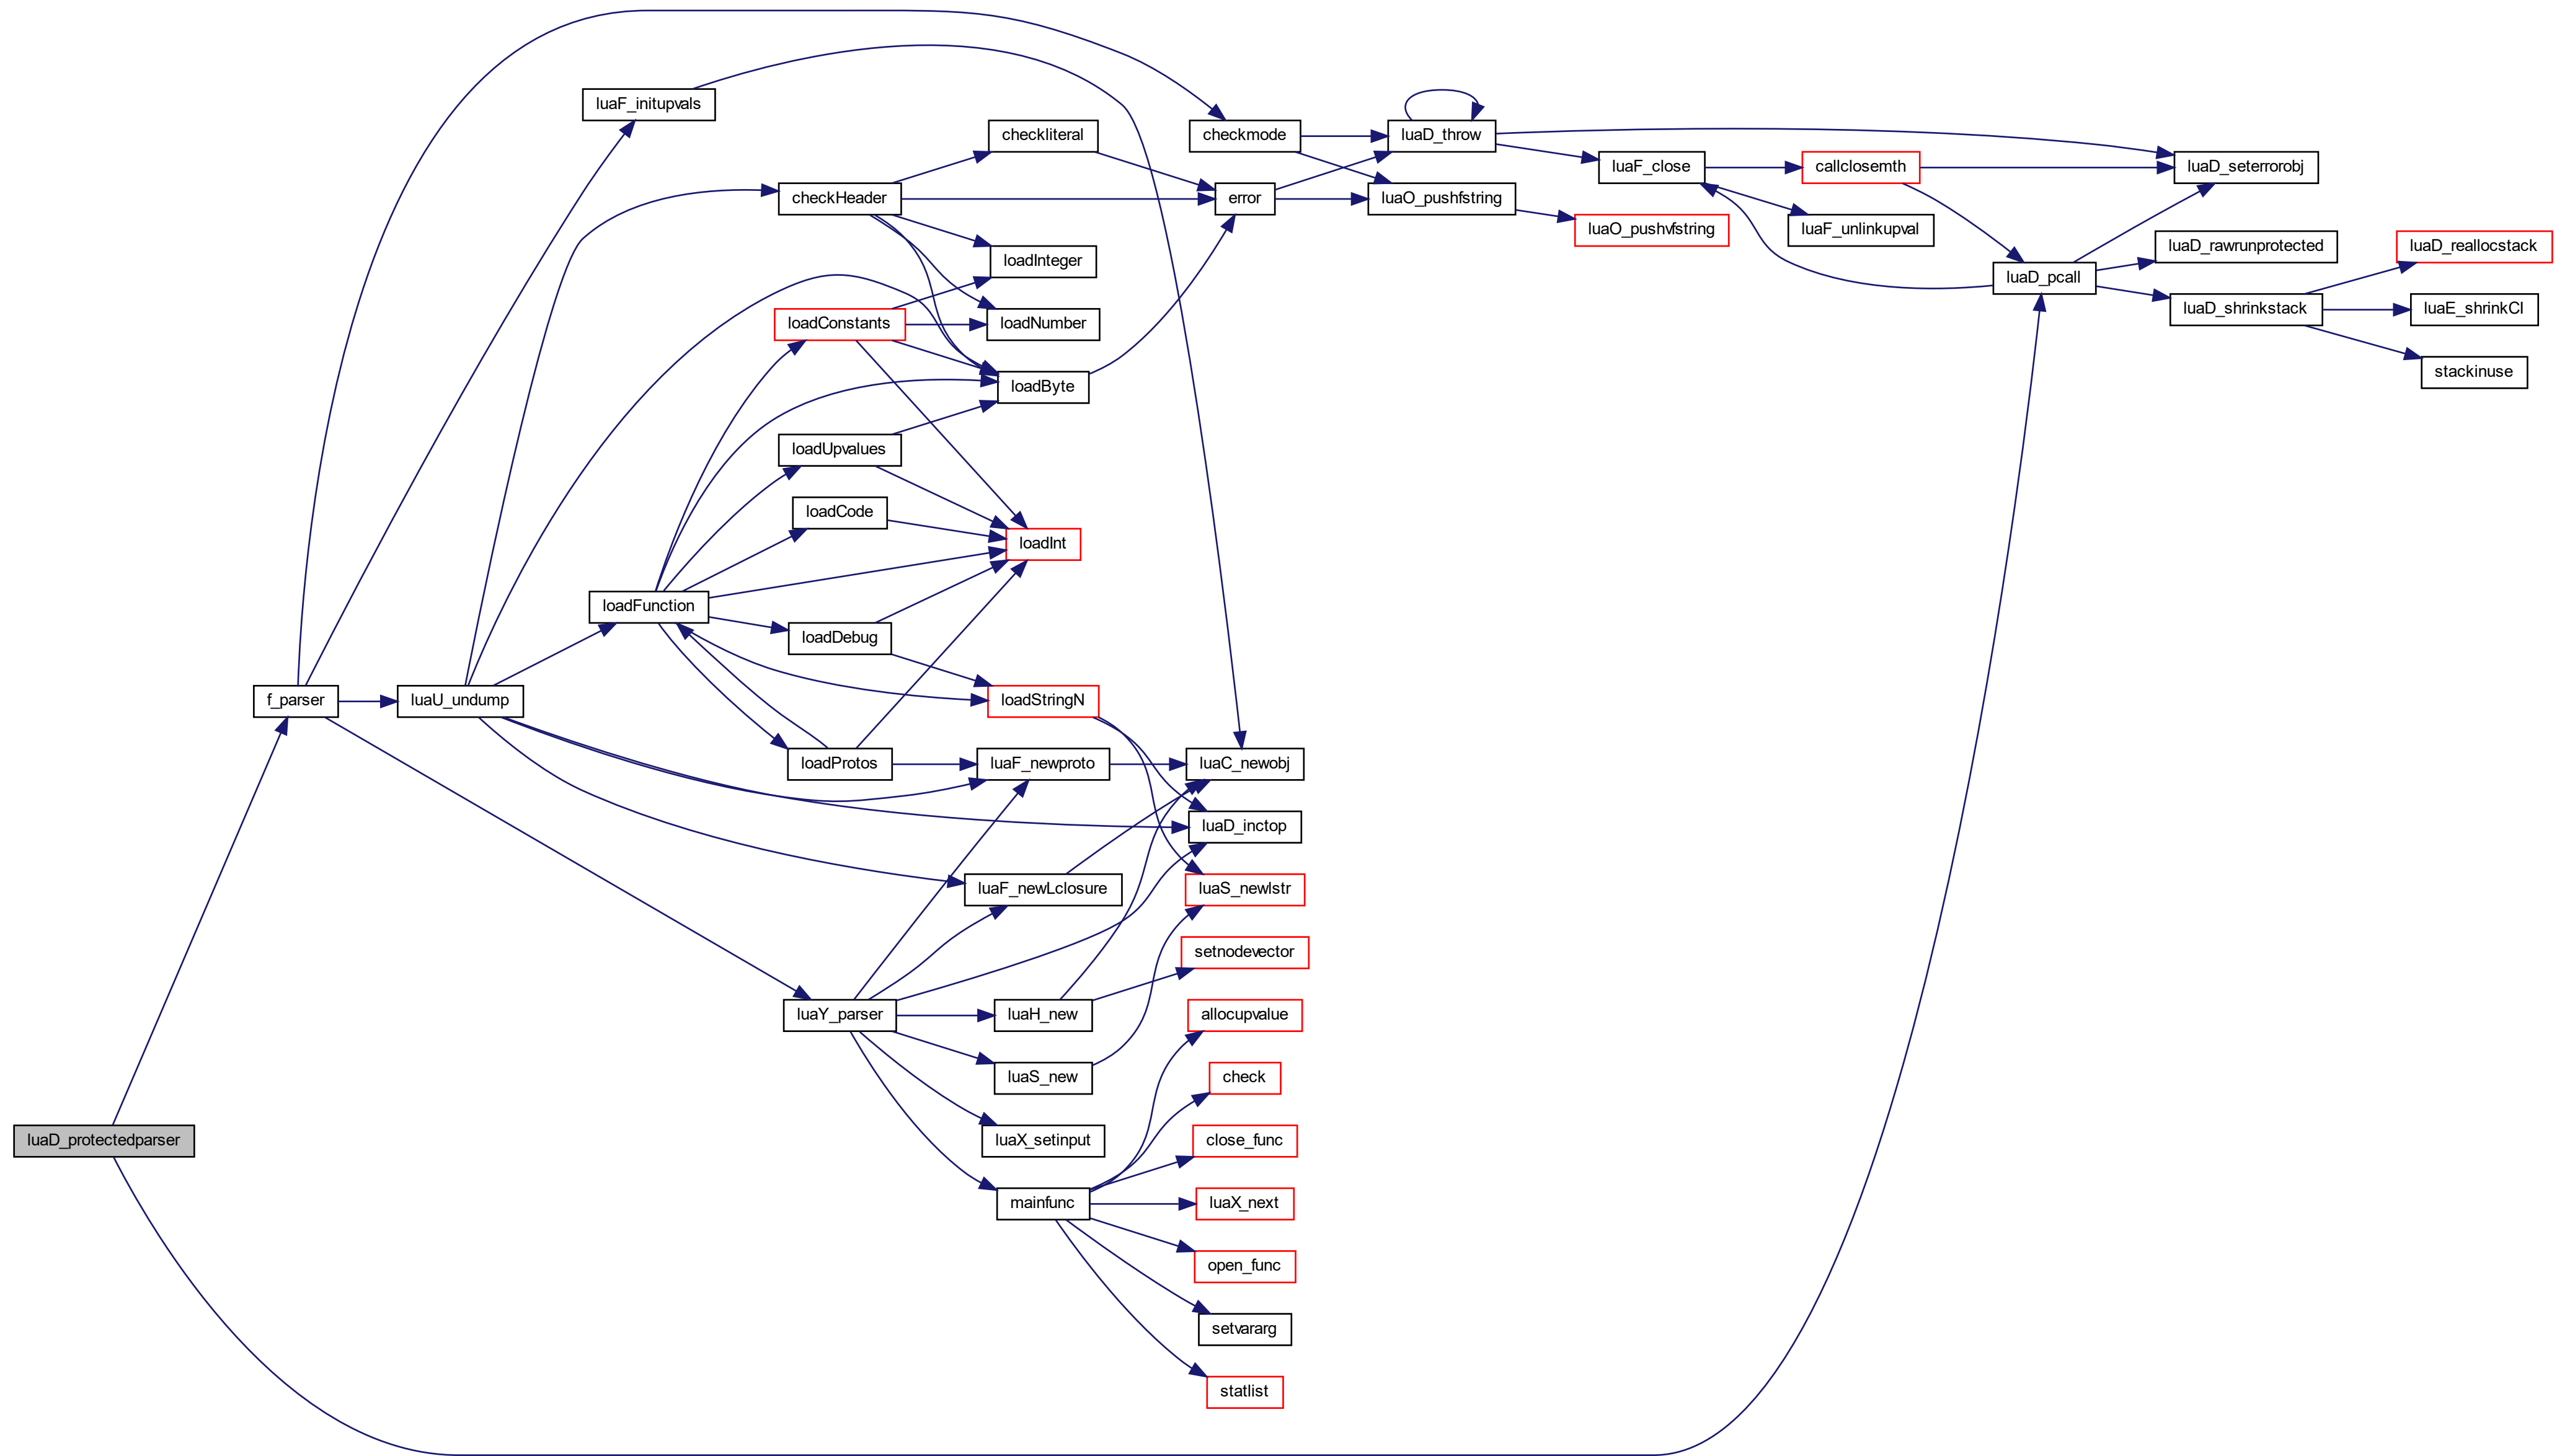 luaF_initupvals
checkliteral
checkmode
luaD_throw
luaF_close
callclosemth
luaD_seterrorobj
checkHeader
error
luaO_pushfstring
luaO_pushvfstring
luaF_unlinkupval
loadInteger
luaD_rawrunprotected
luaD_reallocstack
luaD_pcall
luaD_shrinkstack
luaE_shrinkCI
loadConstants
loadNumber
stackinuse
loadByte
loadUpvalues
loadCode
loadInt
loadFunction
loadDebug
f_parser
luaU_undump
loadStringN
loadProtos
luaF_newproto
luaC_newobj
luaD_inctop
luaF_newLclosure
luaS_newlstr
setnodevector
luaY_parser
luaH_new
allocupvalue
luaS_new
check
luaD_protectedparser
luaX_setinput
close_func
mainfunc
luaX_next
open_func
setvararg
statlist